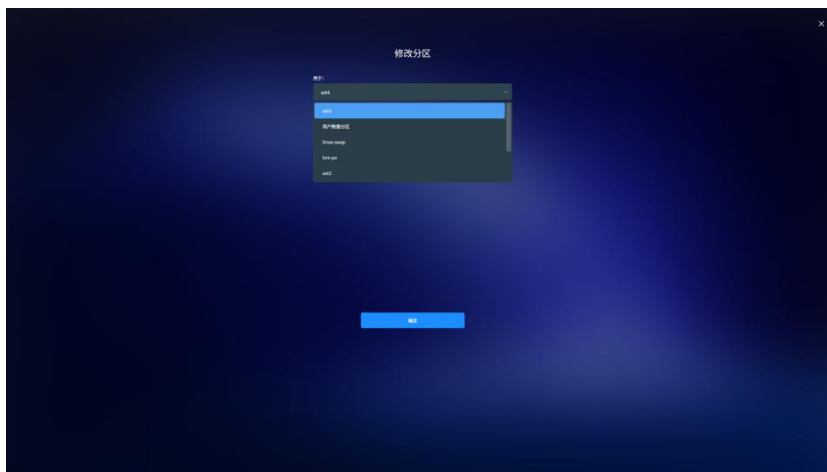 修改分区
用于：
ext4
ext4
用户数据分区
linux-swap
lvm-pv
ext3
确定